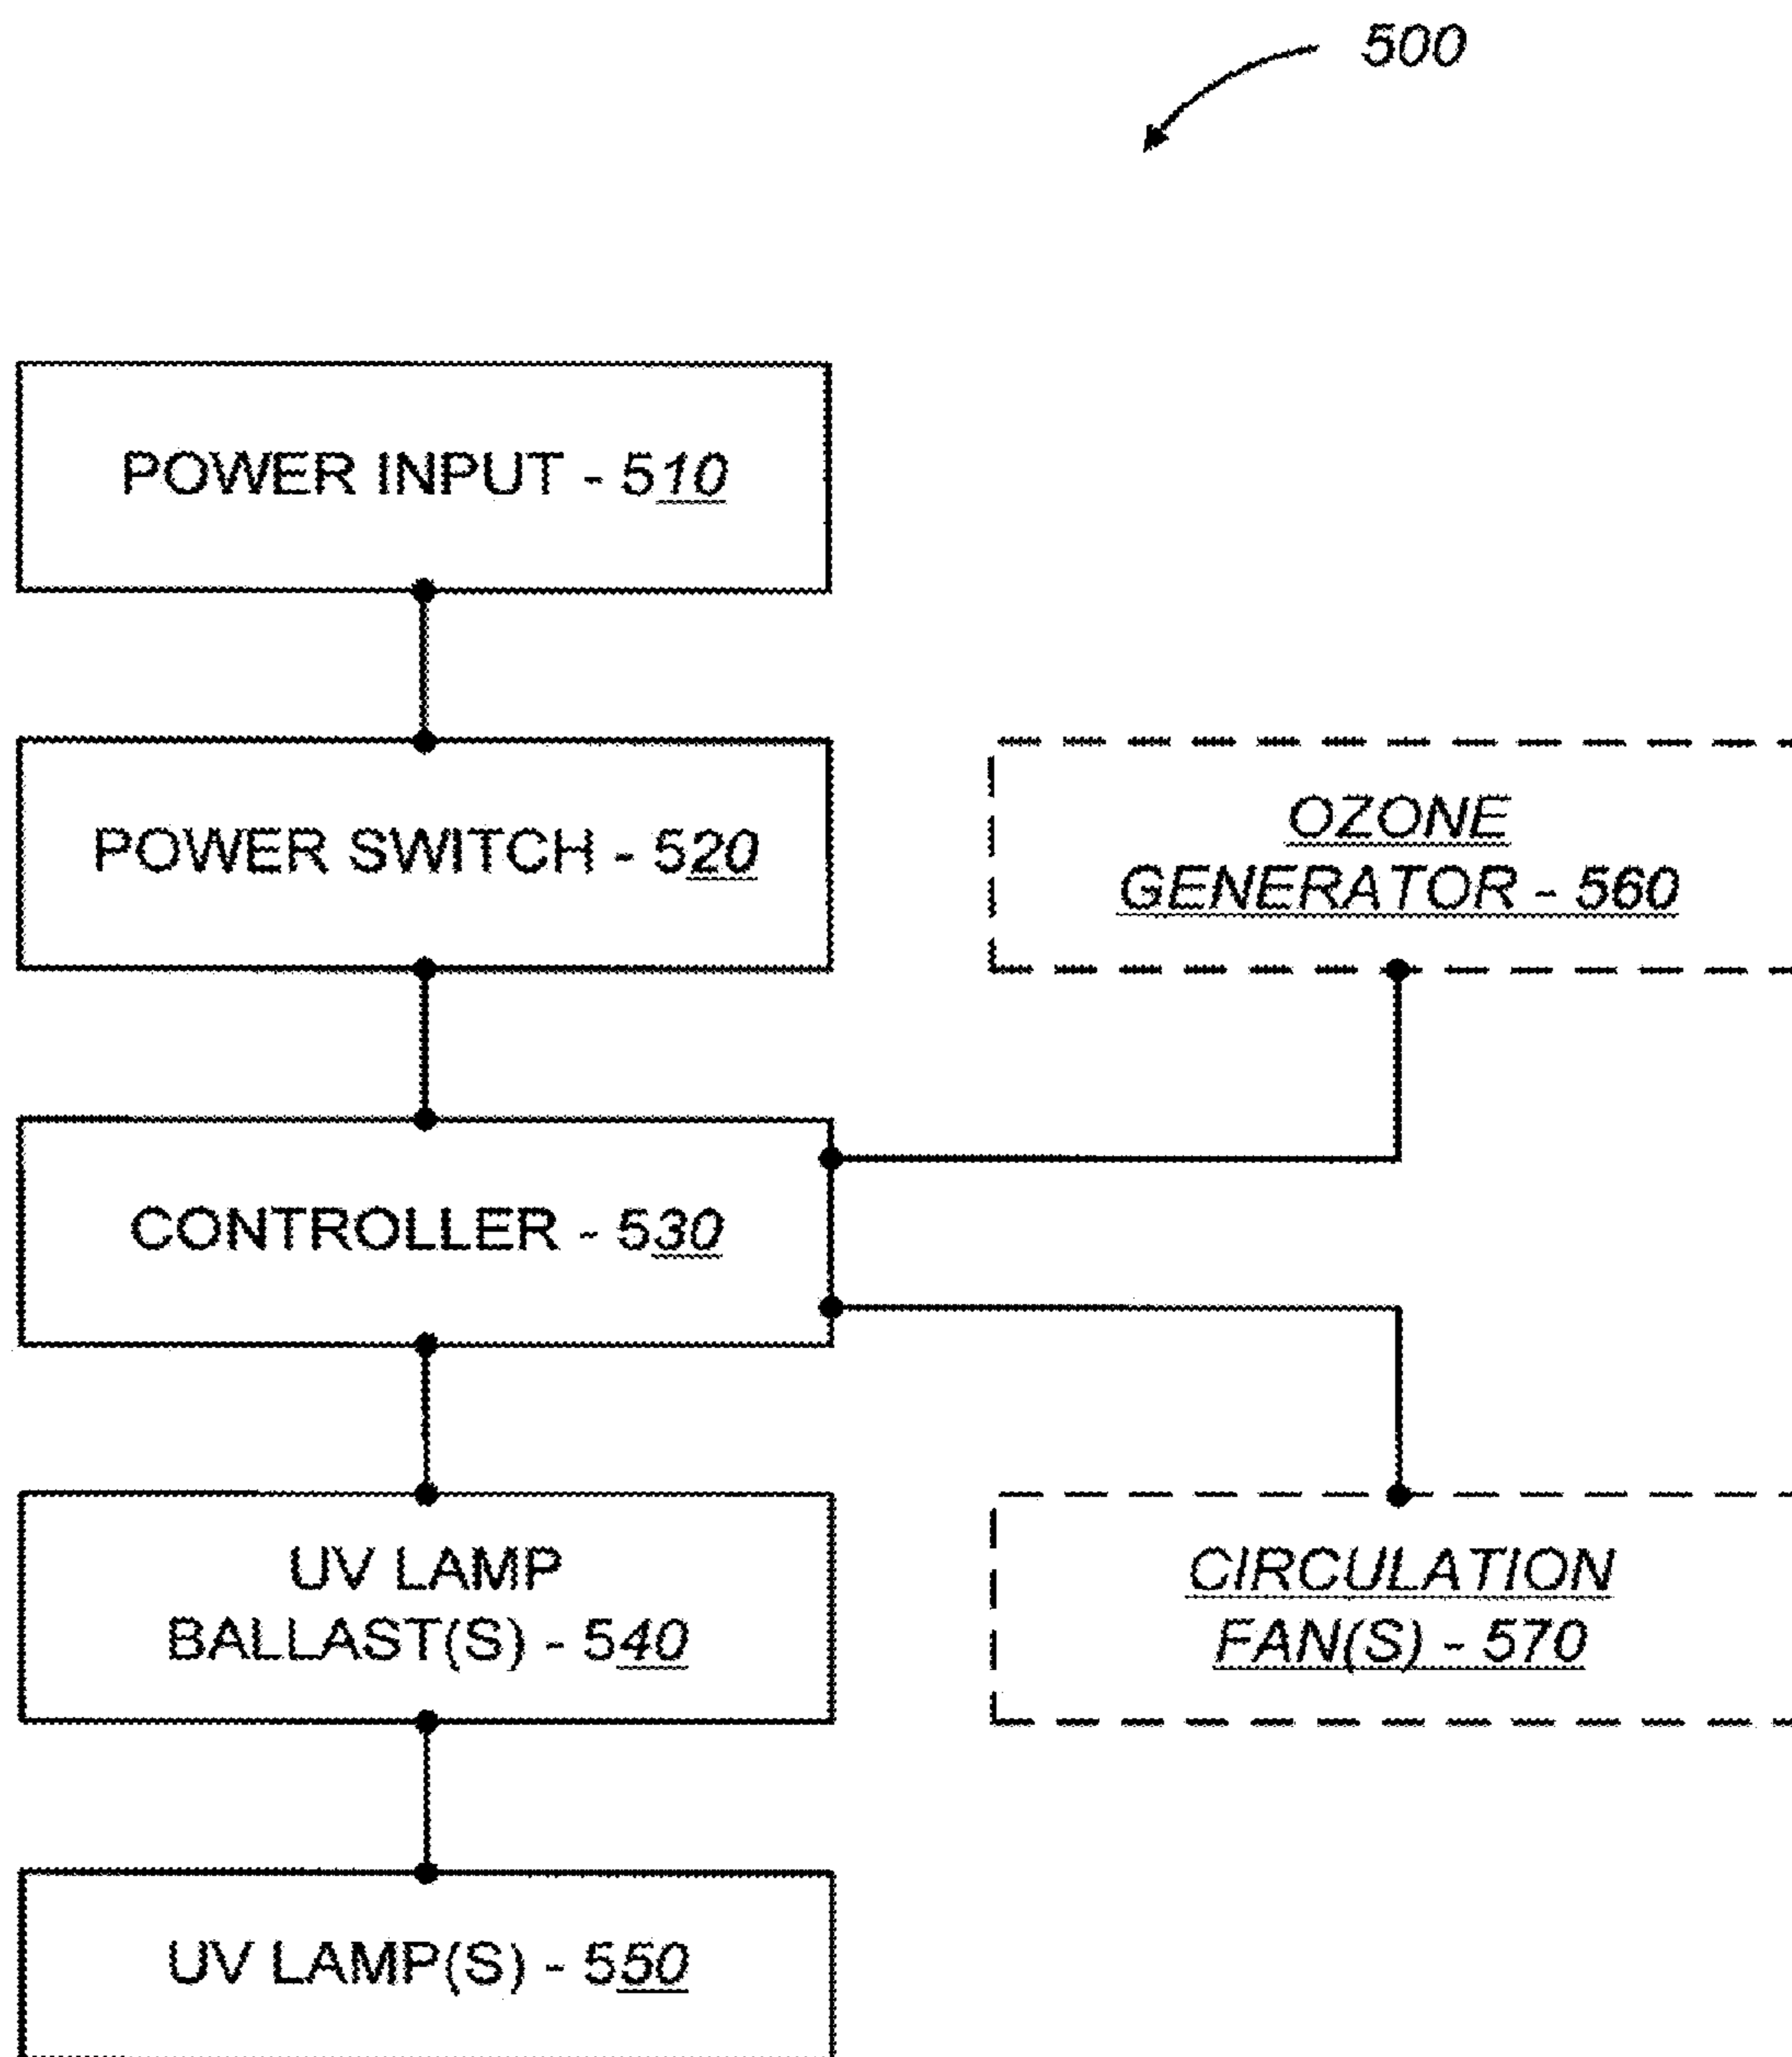 500
POWER INPUT - 510
POWER SWITCH - 520
OZONE
GENERATOR - 560
CONTROLLER - 530
UV LAMP
BALLAST(S) - 540
CIRCULATION
FAN(S) - 570
UV LAMP(S) - 550